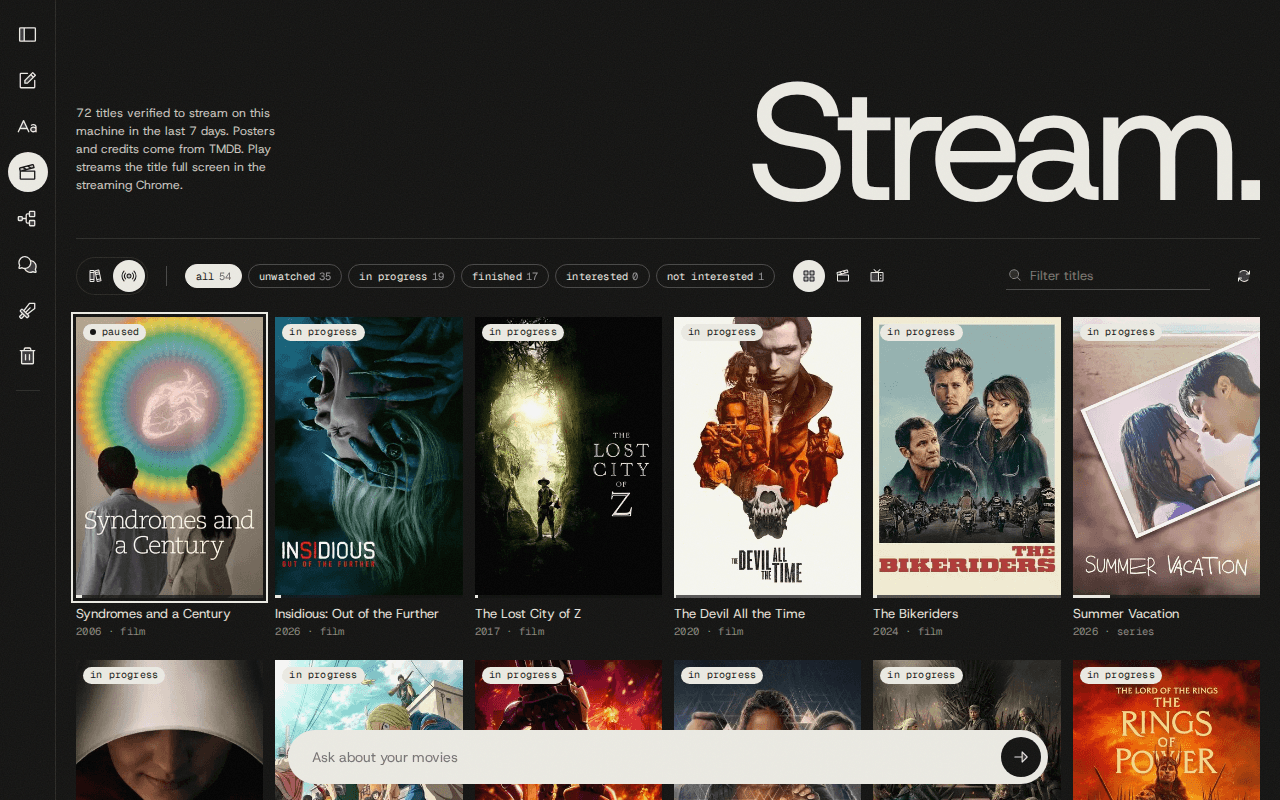 Aa
72 titles verified to stream on this
machine in the last 7 days. Posters
and credits come from TMDB. Play
streams the title full screen in the
streaming Chrome.
Stream.
all 54
unwatched 35
in progress 19
finished 17
interested 0
not interested 1
Filter titles
paused
in progress
in progress
in progress
in progress
in progress
Syndromes and
a Century
INSIDIOUS
OUT OF THE FURTHER
THE
LOST
CITY
OF
Z
THE DEVIL ALL
THE TIME
THE
BIKERIDERS
SUMMER VACATION
Syndromes and a Century
2006 · film
Insidious: Out of the Further
2026 · film
The Lost City of Z
2017 · film
The Devil All the Time
2020 · film
The Bikeriders
2024 · film
Summer Vacation
2026 · series
in progress
in progress
in progress
in progress
in progress
in progress
THE LORD OF THE RINGS
THE
RINGS
OF
POWER
Ask about your movies